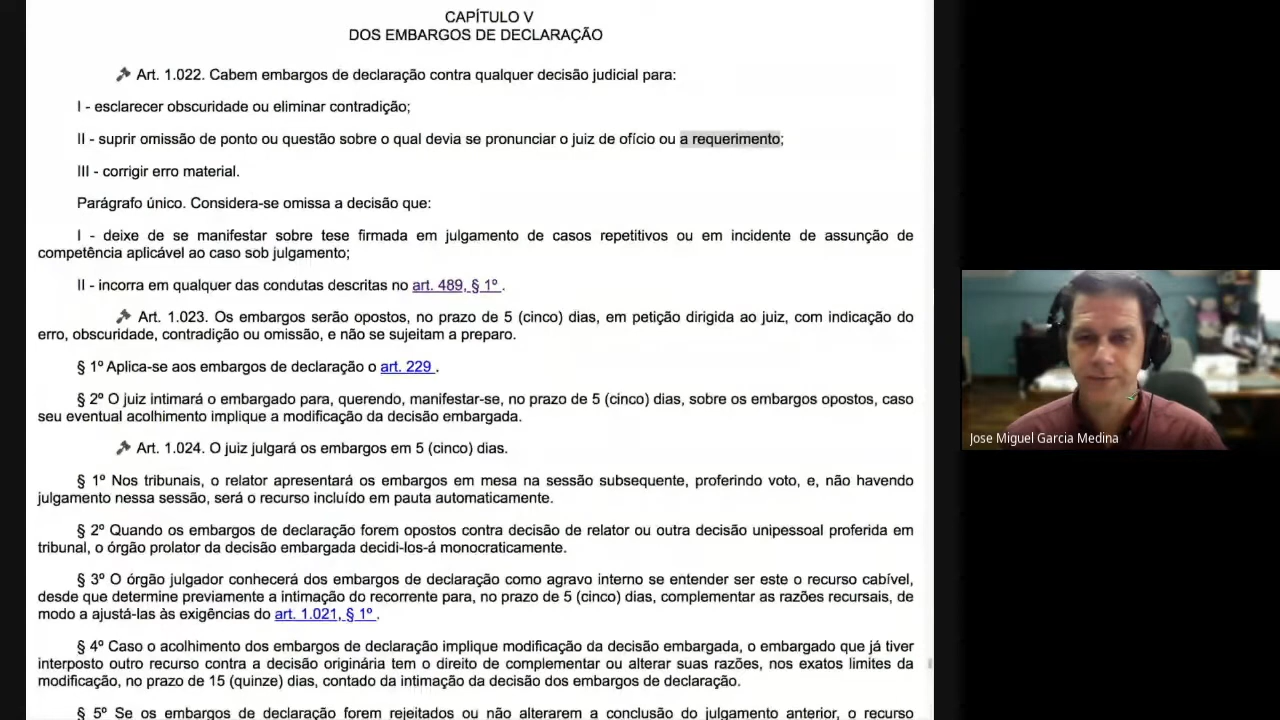 CAPÍTULO V
DOS EMBARGOS DE DECLARAÇÃO
Art. 1.022. Cabem embargos de declaração contra qualquer decisão judicial para:
I - esclarecer obscuridade ou eliminar contradição;
II - suprir omissão de ponto ou questão sobre o qual devia se pronunciar o juiz de ofício ou a requerimento;
III - corrigir erro material.
Parágrafo único. Considera-se omissa a decisão que:
I - deixe de se manifestar sobre tese firmada em julgamento de casos repetitivos ou em incidente de assunção de
competência aplicável ao caso sob julgamento;
II - incorra em qualquer das condutas descritas no art. 489, § 1º .
Art. 1.023. Os embargos serão opostos, no prazo de 5 (cinco) dias, em petição dirigida ao juiz, com indicação do
erro, obscuridade, contradição ou omissão, e não se sujeitam a preparo.
§ 1º Aplica-se aos embargos de declaração o art. 229 .
§ 2º O juiz intimará o embargado para, querendo, manifestar-se, no prazo de 5 (cinco) dias, sobre os embargos opostos, caso
seu eventual acolhimento implique a modificação da decisão embargada.
Art. 1.024. O juiz julgará os embargos em 5 (cinco) dias.
§ 1º Nos tribunais, o relator apresentará os embargos em mesa na sessão subsequente, proferindo voto, e, não havendo
julgamento nessa sessão, será o recurso incluído em pauta automaticamente.
§ 2º Quando os embargos de declaração forem opostos contra decisão de relator ou outra decisão unipessoal proferida em
tribunal, o órgão prolator da decisão embargada decidi-los-á monocraticamente.
§ 3º O órgão julgador conhecerá dos embargos de declaração como agravo interno se entender ser este o recurso cabível,
desde que determine previamente a intimação do recorrente para, no prazo de 5 (cinco) dias, complementar as razões recursais, de
modo a ajustá-las às exigências do art. 1.021, § 1º .
§ 4º Caso o acolhimento dos embargos de declaração implique modificação da decisão embargada, o embargado que já tiver
interposto outro recurso contra a decisão originária tem o direito de complementar ou alterar suas razões, nos exatos limites da
modificação, no prazo de 15 (quinze) dias, contado da intimação da decisão dos embargos de declaração.
§ 5º Se os embargos de declaração forem rejeitados ou não alterarem a conclusão do julgamento anterior, o recurso
Jose Miguel Garcia Medina